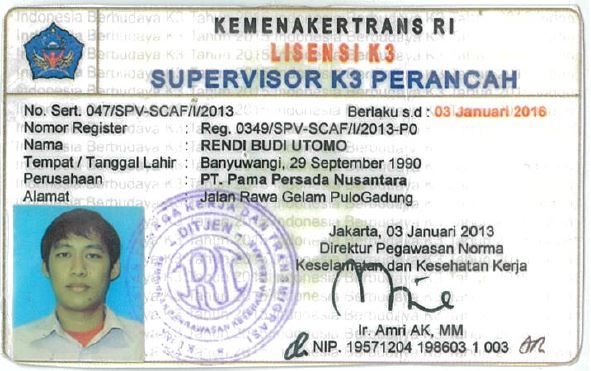 KEMENAKERTRANS RI
LISENSI K3
SUPERVISOR K3 PERANCAH
No. Sert. 047/SPV-SCAF/I/2013 Berlaku s.d : 03 Januari 2016
Nomor Register : Reg. 0349/SPV-SCAF/I/2013-P0
Nama : RENDI BUDI UTOMO
Tempat / Tanggal Lahir : Banyuwangi, 29 September 1990
Perusahaan : PT. Pama Persada Nusantara
Alamat : Jalan Rawa Gelam PuloGadung
Jakarta, 03 Januari 2013
Direktur Pegawasan Norma
Keselamatan dan Kesehatan Kerja
DITJEN
Ir. Amri AK, MM
NIP. 19571204 198603 1 003